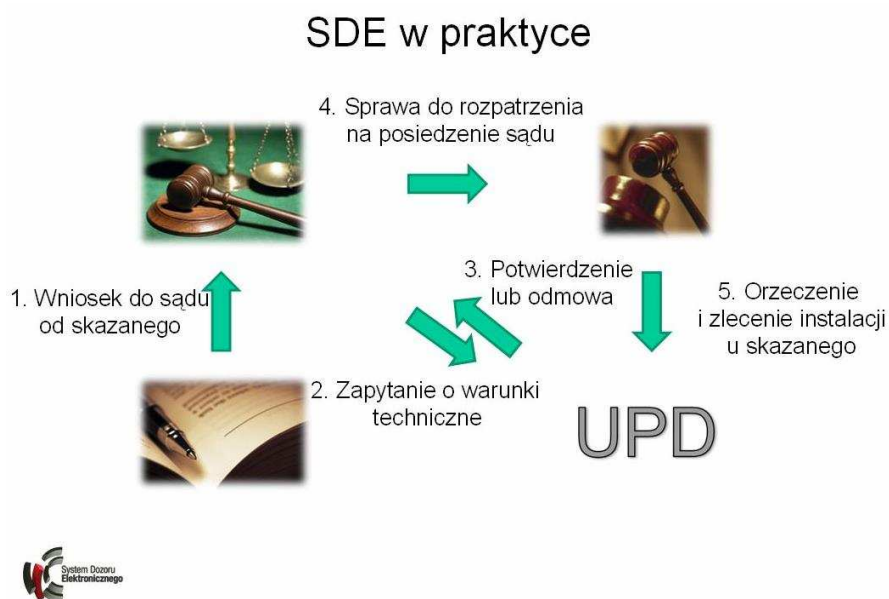 SDE w praktyce
4. Sprawa do rozpatrzenia
na posiedzenie sądu
3. Potwierdzenie
lub odmowa
1. Wniosek do sądu
od skazanego
5. Orzeczenie
i zlecenie instalacji
u skazanego
2. Zapytanie o warunki
techniczne
UPD
System Dozoru
Elektronicznego